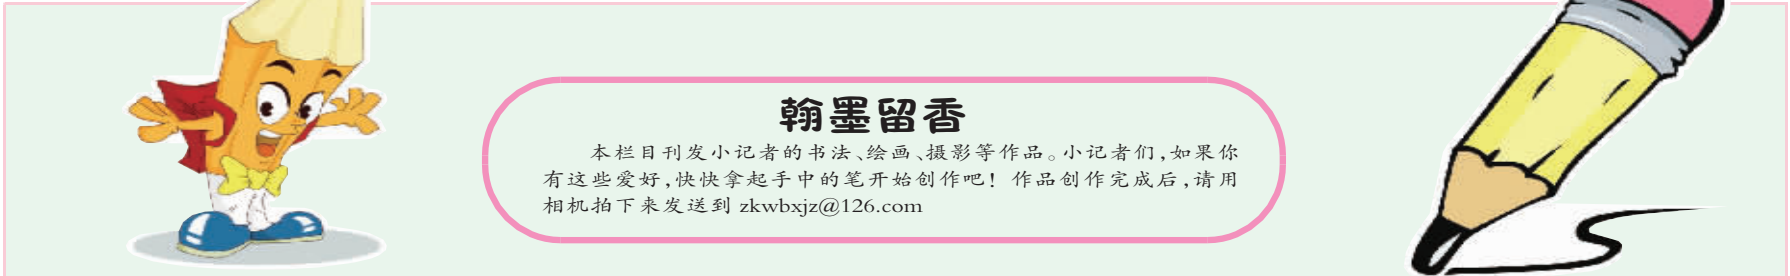 翰墨留香
本栏目刊发小记者的书法、绘画、摄影等作品。小记者们,如果你
有这些爱好,快快拿起手中的笔开始创作吧! 作品创作完成后,请用
相机拍下来发送到 zkwbxjz@126.com